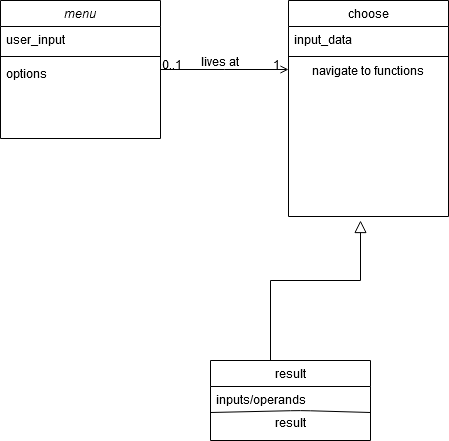 menu
user_input
options
0..1
lives at
1
choose
input_data
navigate to functions
result
inputs/operands
result